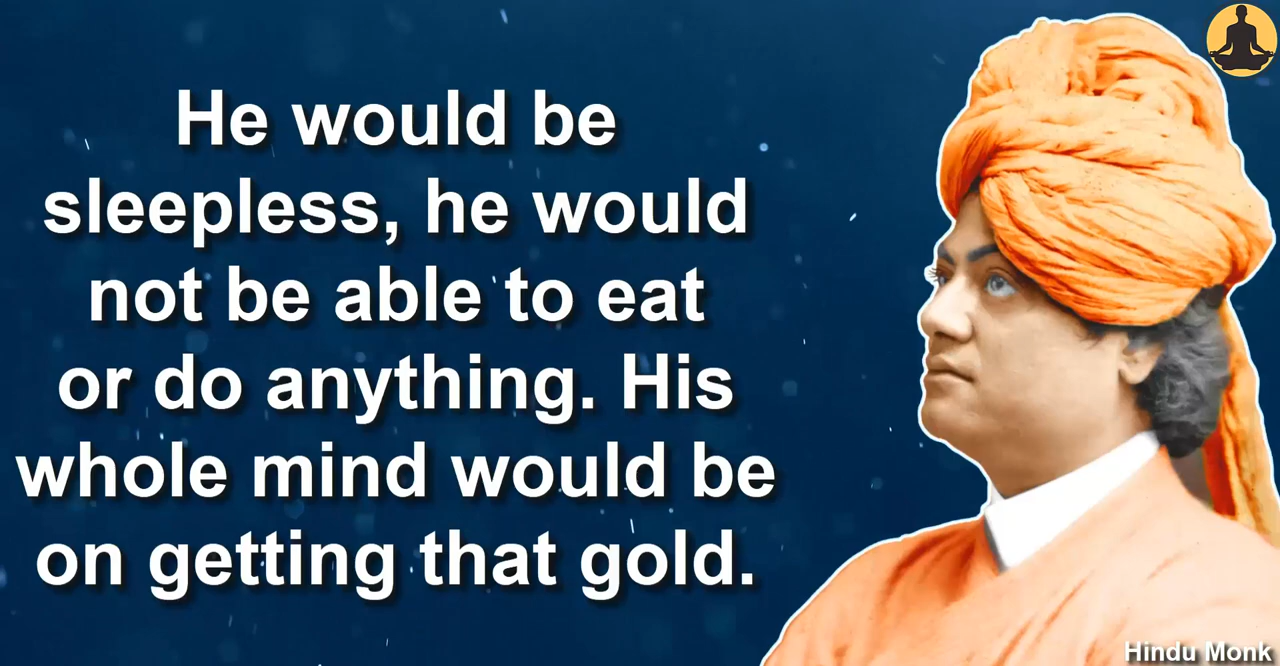 He would be
sleepless, he would
not be able to eat
or do anything. His
whole mind would be
on getting that gold.
Hindu Monk